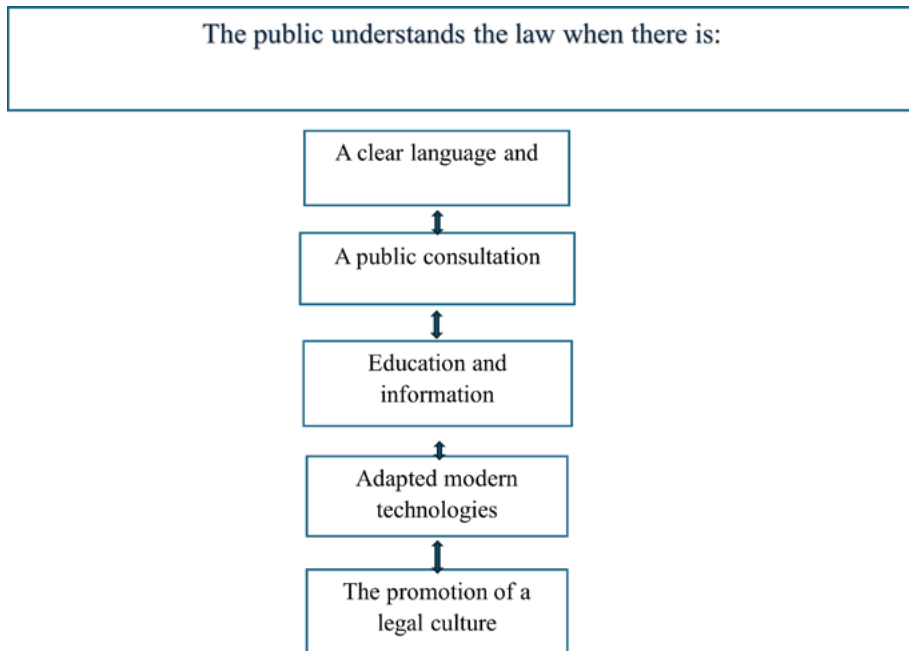 The public understands the law when there is:
A clear language and
A public consultation
Education and
information
Adapted modern
technologies
The promotion of a
legal culture